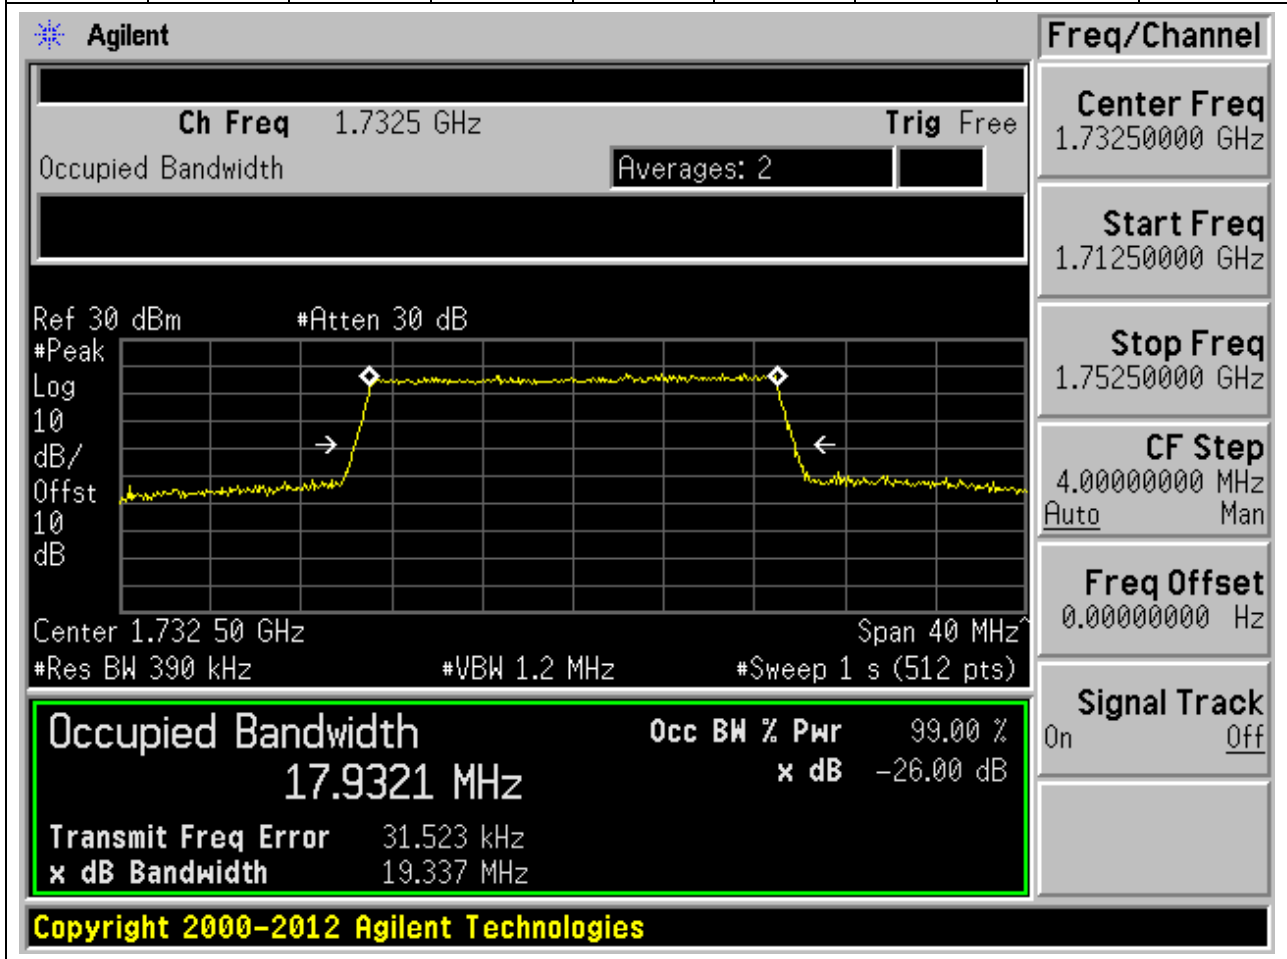 Agilent
Freq/Channel
Ch Freq 1.7325 GHz Trig Free
Occupied Bandwidth Averages: 2
Ref 30 dBm #Atten 30 dB
#Peak
Log
10
dB/
Offst
10
dB
Center 1.732 50 GHz Span 40 MHz^
#Res BW 390 kHz #VBW 1.2 MHz #Sweep 1 s (512 pts)
Occupied Bandwidth Occ BW % Pwr 99.00 %
17.9321 MHz x dB -26.00 dB
Transmit Freq Error 31.523 kHz
x dB Bandwidth 19.337 MHz
Copyright 2000-2012 Agilent Technologies
Center Freq
1.73250000 GHz
Start Freq
1.71250000 GHz
Stop Freq
1.75250000 GHz
CF Step
4.00000000 MHz
Auto Man
Freq Offset
0.00000000 Hz
Signal Track
On Off